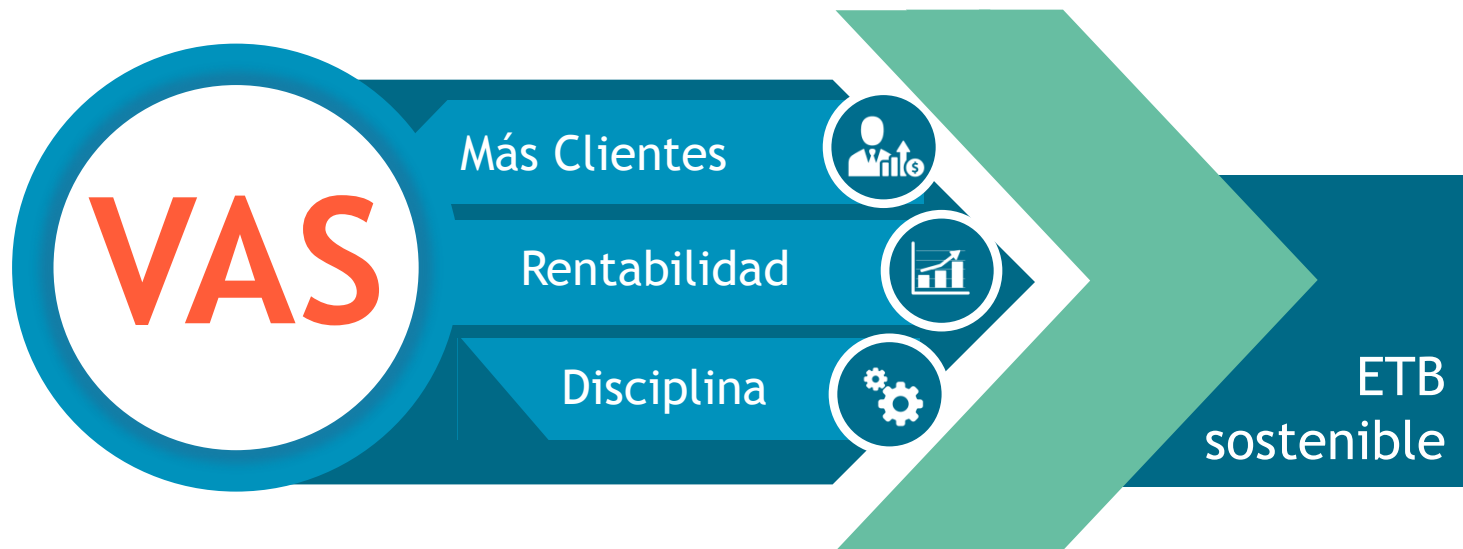 VAS
Más Clientes
Rentabilidad
Disciplina
ETB
sostenible